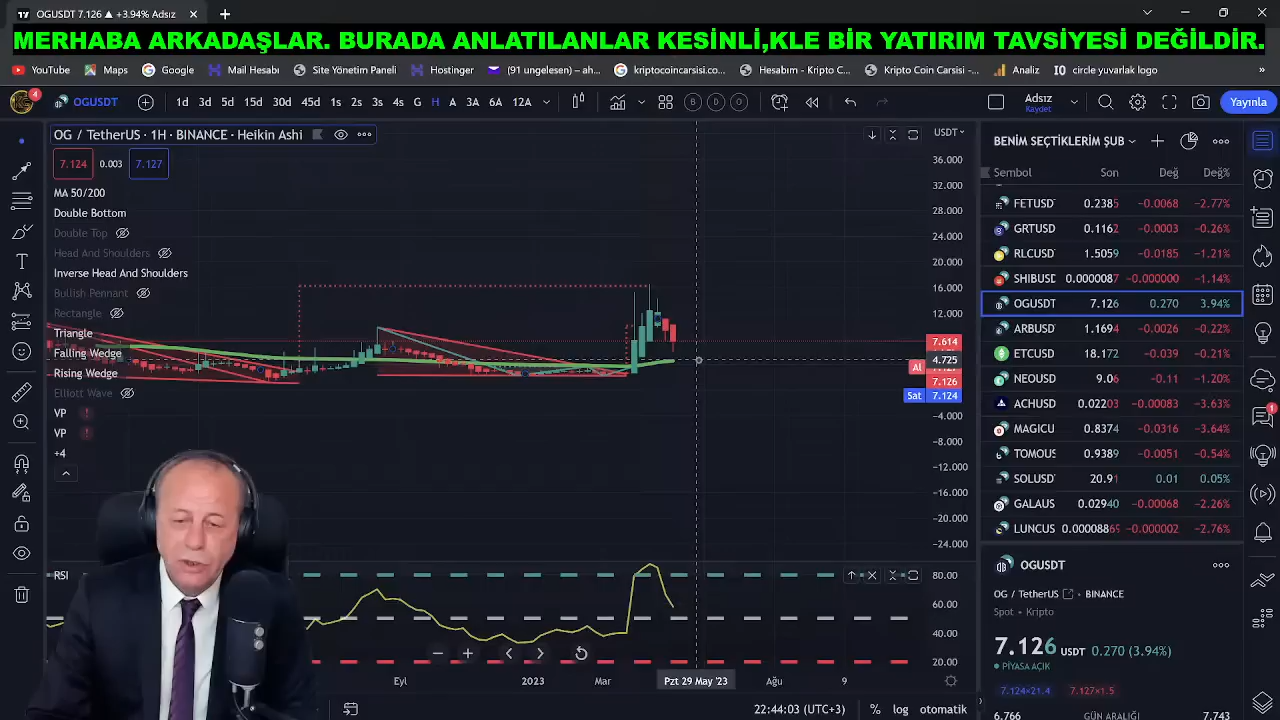 OGUSDT 7.126 ▲ +3.94% Adsız
MERHABA ARKADAŞLAR. BURADA ANLATILANLAR KESİNLİ,KLE BİR YATIRIM TAVSİYESİ DEĞİLDİR.
YouTube Maps Google Mail Hesabı Site Yönetim Paneli Hostinger (91 ungelesen) – ah... kriptocoincarsisi.co... Hesabım - Kripto C... Kripto Coin Carsisi -... Analiz circle yuvarlak logo »
4 OGUSDT 1d 3d 5d 15d 30d 45d 1s 2s 3s 4s G H A 3A 6A 12A B D O Adsız Kaydet Yayınla
OG / TetherUS · 1H · BINANCE · Heikin Ashi
7.124 0.003 7.127
MA 50/200
Double Bottom
Double Top
Head And Shoulders
Inverse Head And Shoulders
Bullish Pennant
Rectangle
Triangle
Falling Wedge
Rising Wedge
Elliott Wave
VP !
VP !
+4
USDT
36.000
32.000
28.000
24.000
20.000
16.000
12.000
7.614
4.725
Al
7.126
Sat 7.124
−4.000
−8.000
−12.000
−16.000
−20.000
−24.000
RSI
80.00
60.00
40.00
20.00
Eyl 2023 Mar Pzt 29 May '23 Ağu 9
22:44:03 (UTC+3) % log otomatik
BENİM SEÇTİKLERİM ŞUB
Sembol Son Değ Değ%
FETUSD 0.2385 −0.0068 −2.77%
GRTUSD 0.1162 −0.0003 −0.26%
RLCUSD 1.5059 −0.0185 −1.21%
SHIBUSD 0.0000087 −0.000000 −1.14%
OGUSDT 7.126 0.270 3.94%
ARBUSD 1.1694 −0.0026 −0.22%
ETCUSD 18.172 −0.039 −0.21%
NEOUSD 9.06 −0.11 −1.20%
ACHUSD 0.02203 −0.00083 −3.63%
MAGICU 0.8374 −0.0316 −3.64%
TOMOUS 0.9389 −0.0051 −0.54%
SOLUSD 20.91 0.01 0.05%
GALAUS 0.02940 −0.00068 −2.26%
LUNCUS 0.00008869 −0.000002 −2.76%
OGUSDT
OG / TetherUS · BINANCE
Spot · Kripto
7.126 USDT 0.270 (3.94%)
PİYASA AÇIK
7.124×21.4 7.127×1.5
6.766 GÜN ARALIĞI 7.743
1